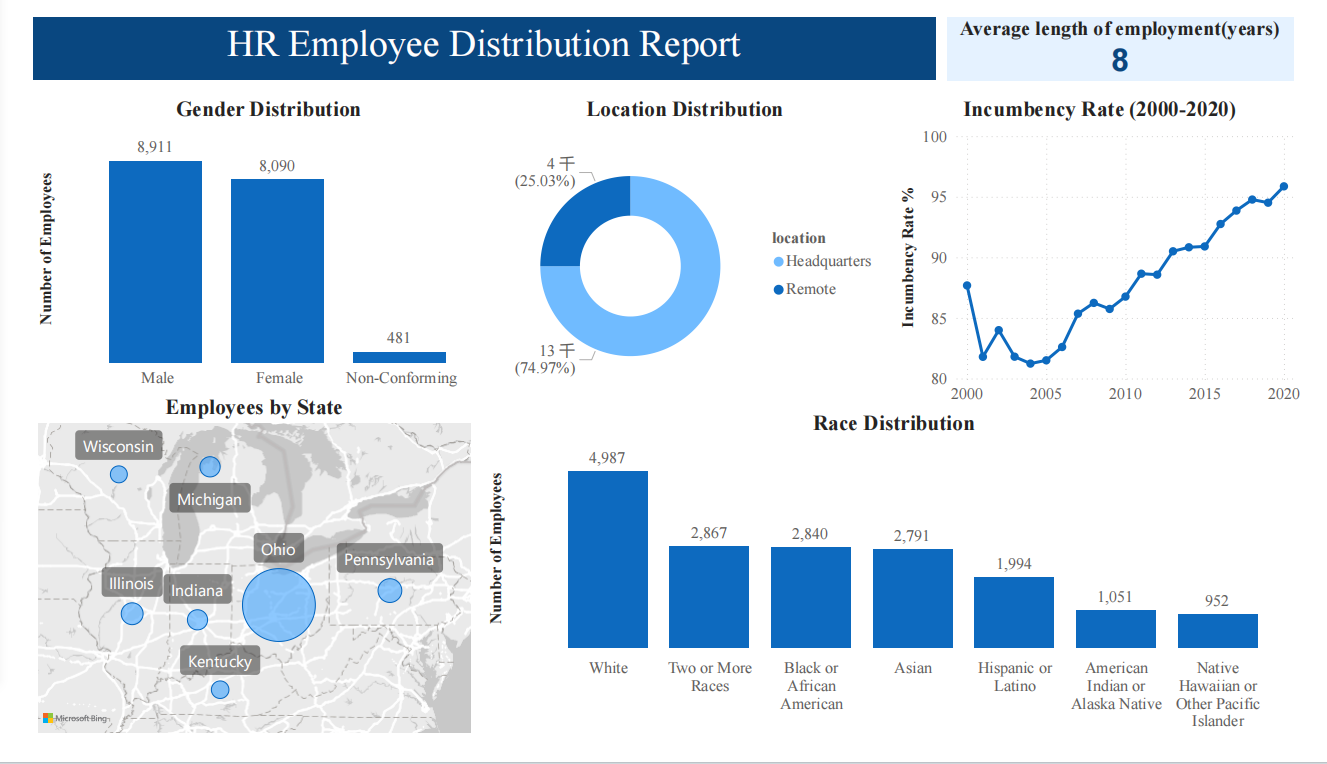 HR Employee Distribution Report
Average length of employment(years)
8
Gender Distribution
Number of Employees
8,911
8,090
481
Male
Female
Non-Conforming
Location Distribution
4 千
(25.03%)
13 千
(74.97%)
location
Headquarters
Remote
Incumbency Rate (2000-2020)
Incumbency Rate %
100
95
90
85
80
2000
2005
2010
2015
2020
Employees by State
Wisconsin
Michigan
Ohio
Pennsylvania
Illinois
Indiana
Kentucky
Microsoft Bing
Race Distribution
Number of Employees
4,987
2,867
2,840
2,791
1,994
1,051
952
White
Two or More
Races
Black or
African
American
Asian
Hispanic or
Latino
American
Indian or
Alaska Native
Native
Hawaiian or
Other Pacific
Islander